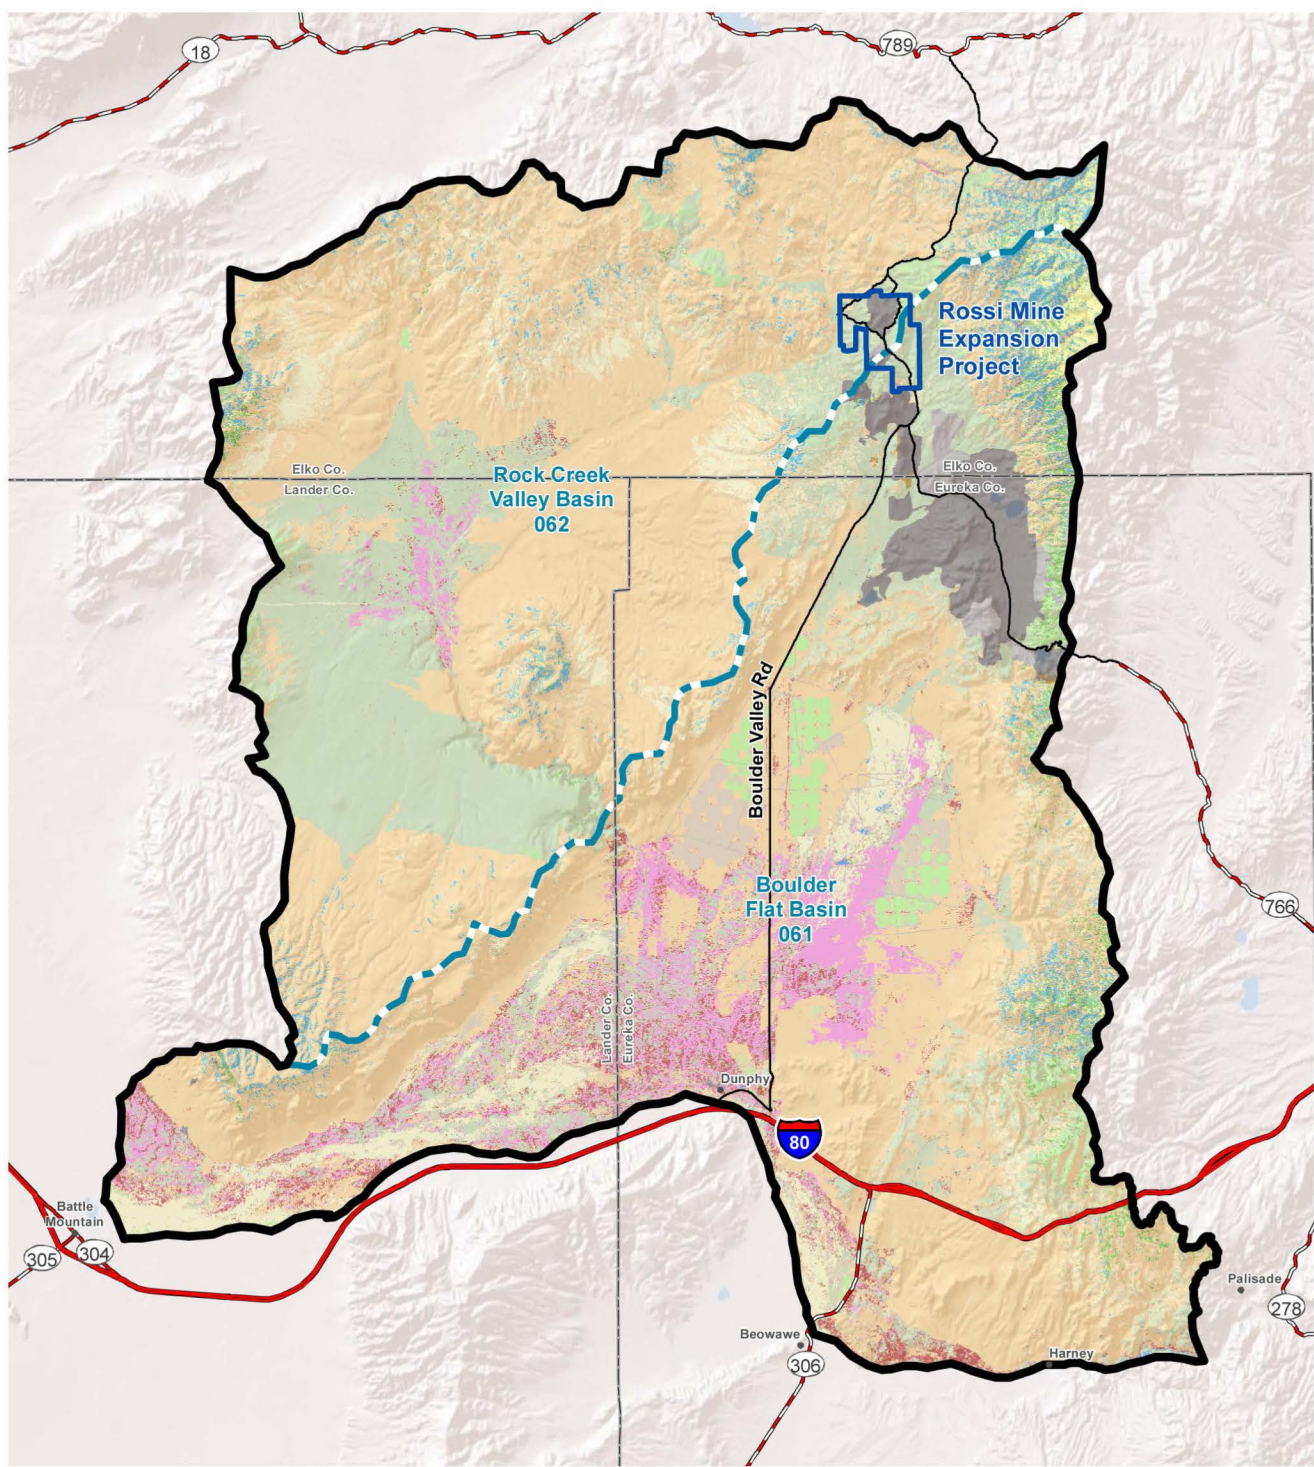 18
789
Rossi Mine
Expansion
Project
Elko Co.
Lander Co.
Rock Creek
Valley Basin
062
Elko Co.
Eureka Co.
Boulder Valley Rd
Boulder
Flat Basin
061
766
Lander Co.
Eureka Co.
Dunphy
80
Battle
Mountain
305
304
Palisade
278
Beowawe
306
Harney